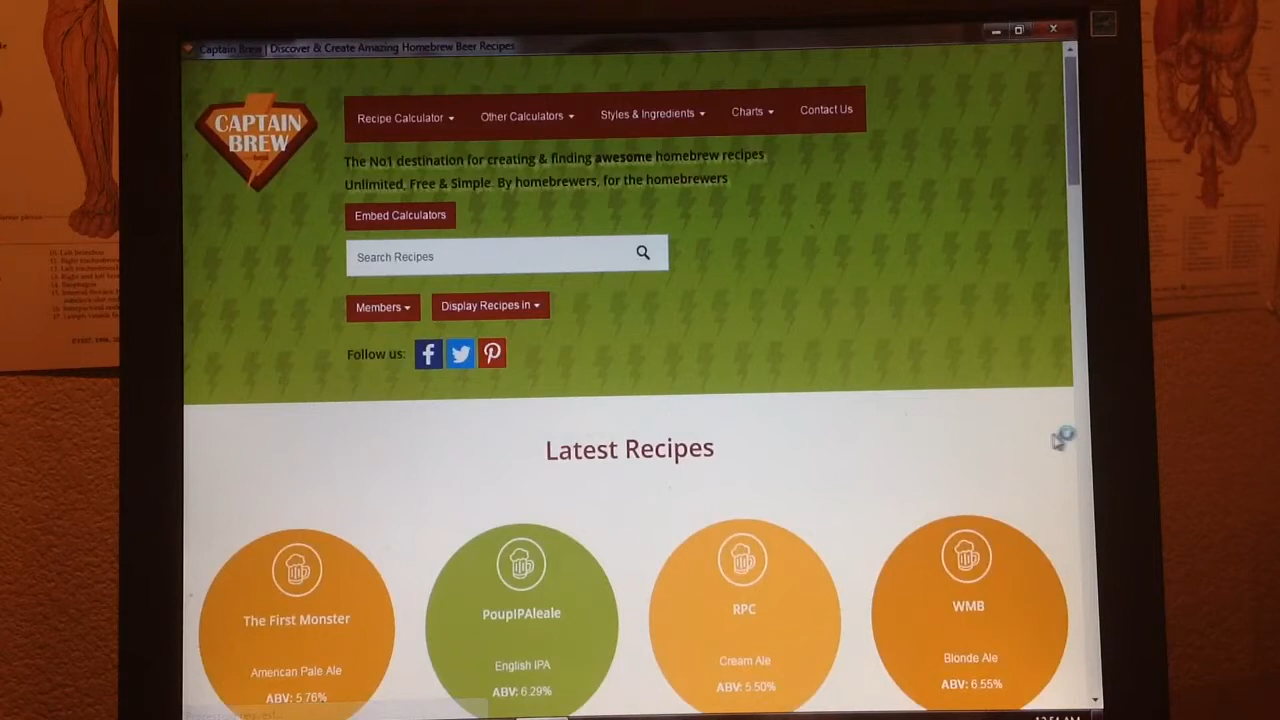 Captain Brew | Discover & Create Amazing Homebrew Beer Recipes
CAPTAIN
BREW
Recipe Calculator
Other Calculators
Styles & Ingredients
Charts
Contact Us
The No1 destination for creating & finding awesome homebrew recipes
Unlimited, Free & Simple. By homebrewers, for the homebrewers
Embed Calculators
Search Recipes
Members
Display Recipes in
Follow us:
Latest Recipes
The First Monster
American Pale Ale
ABV: 5.76%
PoupIPAleale
English IPA
ABV: 6.29%
RPC
Cream Ale
ABV: 5.50%
WMB
Blonde Ale
ABV: 6.55%